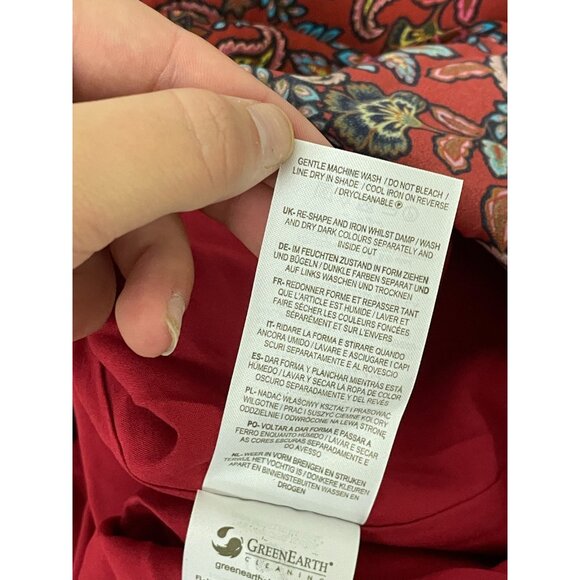 GENTLE MACHINE WASH / DO NOT BLEACH /
LINE DRY IN SHADE / COOL IRON ON REVERSE
/ DRYCLEANABLE Ⓟ
UK- RE-SHAPE AND IRON WHILST DAMP / WASH
AND DRY DARK COLOURS SEPARATELY AND
INSIDE OUT
DE- IM FEUCHTEN ZUSTAND IN FORM ZIEHEN
UND BÜGELN / DUNKLE FARBEN SEPARAT UND
AUF LINKS WASCHEN UND TROCKNEN
FR- REDONNER FORME ET REPASSER TANT
QUE L'ARTICLE EST HUMIDE / LAVER ET
FAIRE SÉCHER LES COULEURS FONCÉES
SÉPARÉMENT ET SUR L'ENVERS
IT- RIDARE LA FORMA E STIRARE QUANDO
ANCORA UMIDO / LAVARE E ASCIUGARE I CAPI
SCURI SEPARATAMENTE E AL ROVESCIO
ES- DAR FORMA Y PLANCHAR MIENTRAS ESTÁ
HUMEDO / LAVAR Y SECAR LA ROPA DE COLOR
OSCURO SEPARADAMENTE Y DEL REVÉS
PL- NADAĆ WŁAŚOWY KSZTAŁT I PRASOWAĆ
WILGOTNE / PRAĆ I SUSZYĆ CIEMNE KOLORY
ODDZIELNIE I ODWRÓCONE NA LEWĄ STRONĘ
PO- VOLTAR A DAR FORMA E PASSAR A
FERRO ENQUANTO HÚMIDO / LAVAR E SECAR
AS CORES ESCURAS SEPARADAMENTE E
DO AVESSO
NL- WEER IN VORM BRENGEN EN STRIJKEN
TERWIJL HET VOCHTIG IS / DONKERE KLEUREN
APART EN BINNENSTEBUITEN WASSEN EN
DROGEN
GREENEARTH®
CLEANING